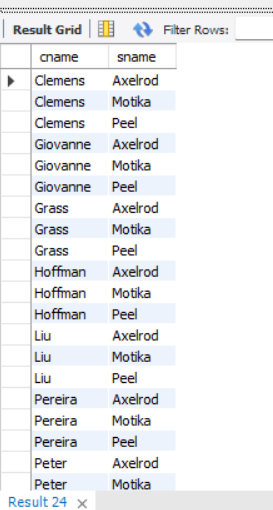 Result Grid Filter Rows:
cname sname
Clemens Axelrod
Clemens Motika
Clemens Peel
Giovanne Axelrod
Giovanne Motika
Giovanne Peel
Grass Axelrod
Grass Motika
Grass Peel
Hoffman Axelrod
Hoffman Motika
Hoffman Peel
Liu Axelrod
Liu Motika
Liu Peel
Pereira Axelrod
Pereira Motika
Pereira Peel
Peter Axelrod
Peter Motika
Result 24 ×